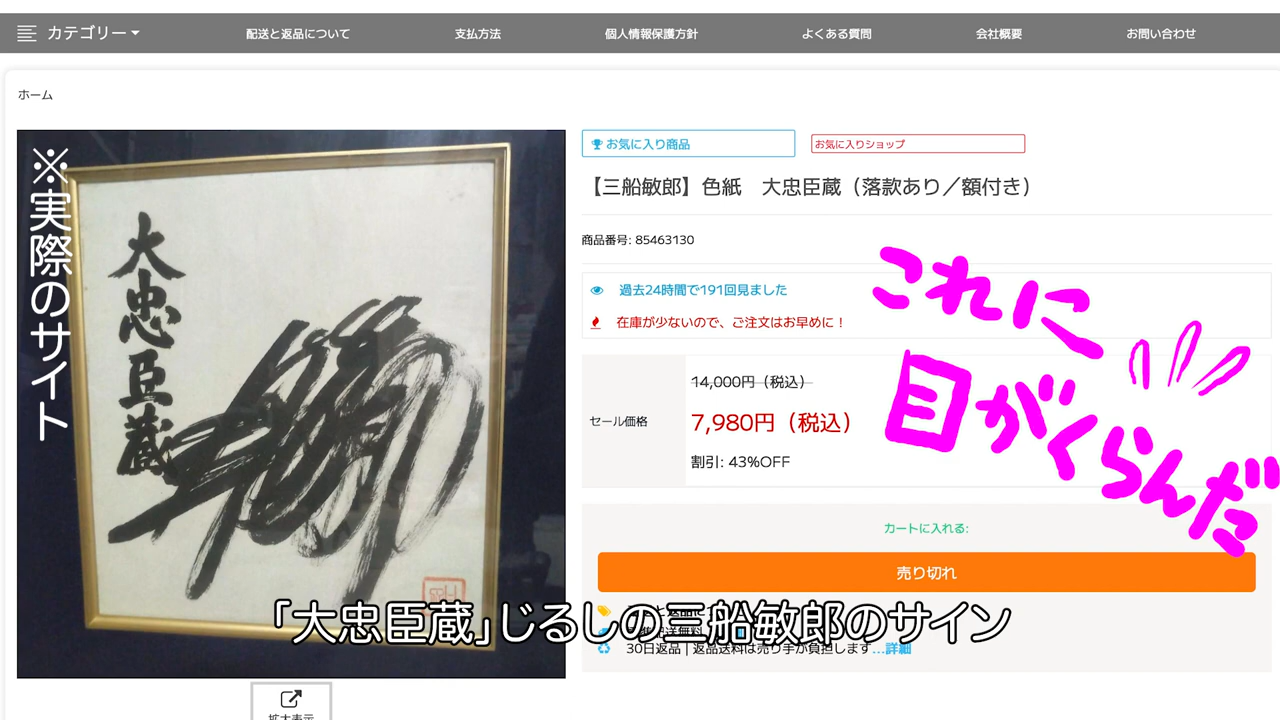 カテゴリー
配送と返品について
支払方法
個人情報保護方針
よくある質問
会社概要
お問い合わせ
ホーム
※実際のサイト
大忠臣蔵
お気に入り商品
お気に入りショップ
【三船敏郎】色紙 大忠臣蔵（落款あり／額付き）
商品番号: 85463130
過去24時間で191回見ました
在庫が少ないので、ご注文はお早めに！
セール価格
14,000円（税込）
7,980円（税込）
割引: 43%OFF
これに
目がくらんだ
カートに入れる:
売り切れ
「大忠臣蔵」じるしの三船敏郎のサイン
30日返品 | 返品送料は売り手が負担します...詳細
拡大表示